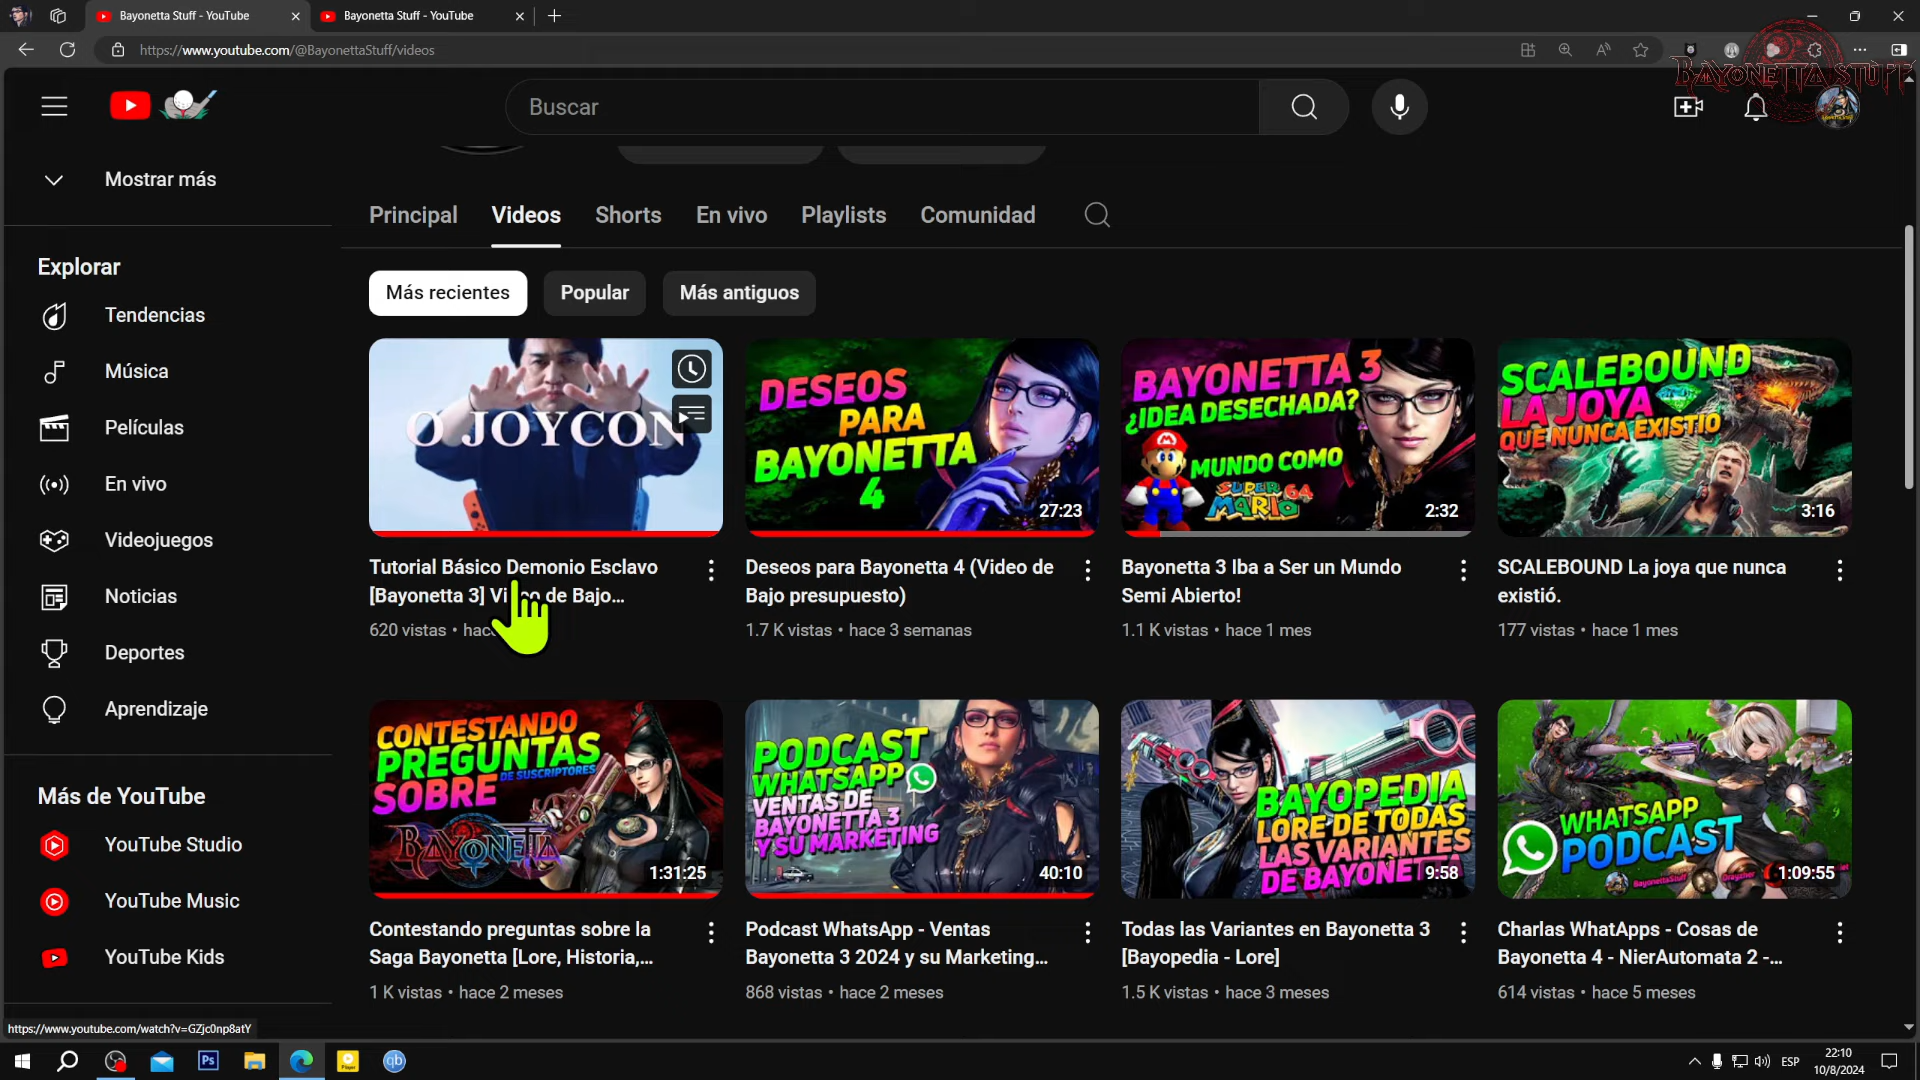 Bayonetta Stuff - YouTube
Bayonetta Stuff - YouTube
https://www.youtube.com/@BayonettaStuff/videos
BAYONETTA STUFF
Buscar
Mostrar más
Principal
Videos
Shorts
En vivo
Playlists
Comunidad
Explorar
Más recientes
Popular
Más antiguos
Tendencias
Música
Películas
En vivo
Videojuegos
Noticias
Deportes
Aprendizaje
Más de YouTube
YouTube Studio
YouTube Music
YouTube Kids
O JOYCON
Tutorial Básico Demonio Esclavo
[Bayonetta 3] Video de Bajo...
620 vistas • hace
DESEOS
PARA
BAYONETTA
4
27:23
Deseos para Bayonetta 4 (Video de
Bajo presupuesto)
1.7 K vistas • hace 3 semanas
BAYONETTA 3
¿IDEA DESECHADA?
MUNDO COMO
SUPER
MARIO 64
2:32
Bayonetta 3 Iba a Ser un Mundo
Semi Abierto!
1.1 K vistas • hace 1 mes
SCALEBOUND
LA JOYA
QUE NUNCA EXISTIO
3:16
SCALEBOUND La joya que nunca
existió.
177 vistas • hace 1 mes
CONTESTANDO
PREGUNTAS
DE SUSCRIPTORES
SOBRE
BAYONETTA
1:31:25
Contestando preguntas sobre la
Saga Bayonetta [Lore, Historia,...
1 K vistas • hace 2 meses
PODCAST
WHATSAPP
VENTAS DE
BAYONETTA 3
Y SU MARKETING
40:10
Podcast WhatsApp - Ventas
Bayonetta 3 2024 y su Marketing...
868 vistas • hace 2 meses
BAYOPEDIA
LORE DE TODAS
LAS VARIANTES
DE BAYONETTA
9:58
Todas las Variantes en Bayonetta 3
[Bayopedia - Lore]
1.5 K vistas • hace 3 meses
WHATSAPP
PODCAST
BayonettaStuff
1:09:55
Charlas WhatApps - Cosas de
Bayonetta 4 - NierAutomata 2 -...
614 vistas • hace 5 meses
https://www.youtube.com/watch?v=GZjc0np8atY
Ps
Player
qb
ESP
22:10
10/8/2024